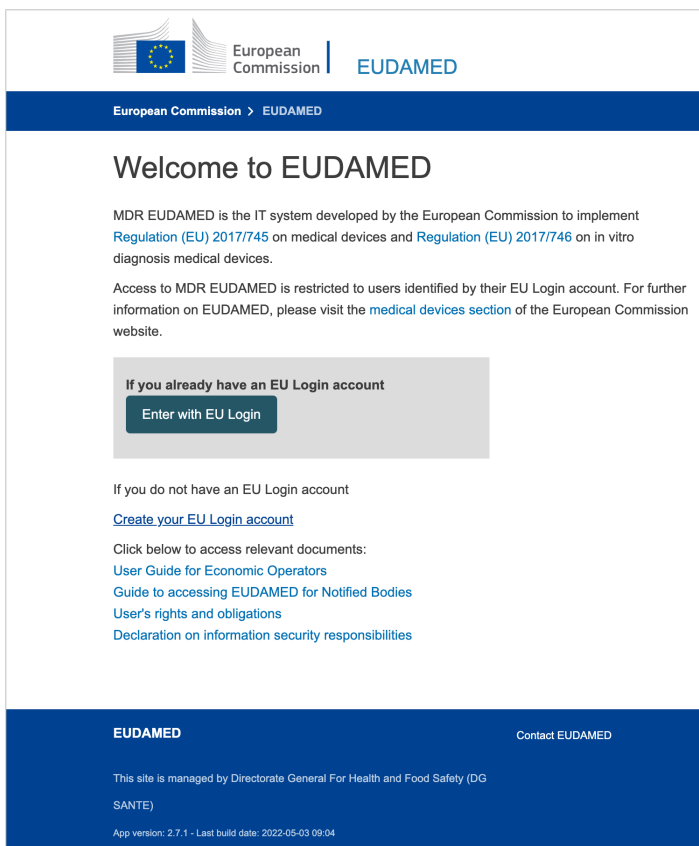 European
Commission
EUDAMED
European Commission > EUDAMED
Welcome to EUDAMED
MDR EUDAMED is the IT system developed by the European Commission to implement
Regulation (EU) 2017/745 on medical devices and Regulation (EU) 2017/746 on in vitro
diagnosis medical devices.
Access to MDR EUDAMED is restricted to users identified by their EU Login account. For further
information on EUDAMED, please visit the medical devices section of the European Commission
website.
If you already have an EU Login account
Enter with EU Login
If you do not have an EU Login account
Create your EU Login account
Click below to access relevant documents:
User Guide for Economic Operators
Guide to accessing EUDAMED for Notified Bodies
User's rights and obligations
Declaration on information security responsibilities
EUDAMED
Contact EUDAMED
This site is managed by Directorate General For Health and Food Safety (DG
SANTE)
App version: 2.7.1 - Last build date: 2022-05-03 09:04